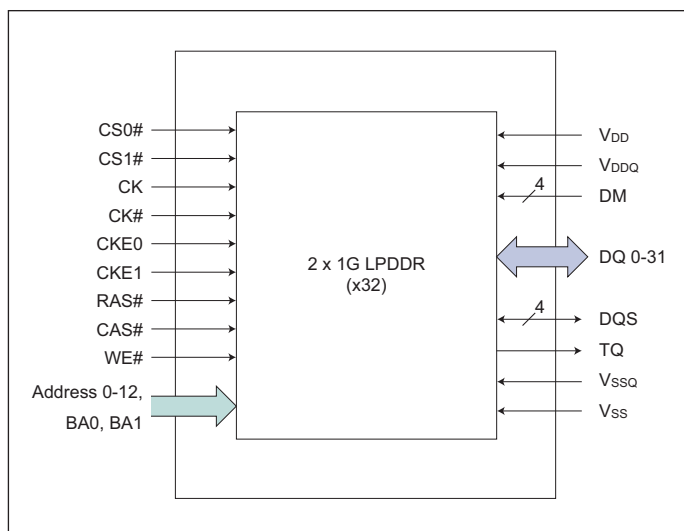 CS0#
CS1#
CK
CK#
CKE0
CKE1
RAS#
CAS#
WE#
Address 0-12,
BA0, BA1
2 x 1G LPDDR
(x32)
VDD
VDDQ
4
DM
DQ 0-31
4
DQS
TQ
VSSQ
VSS